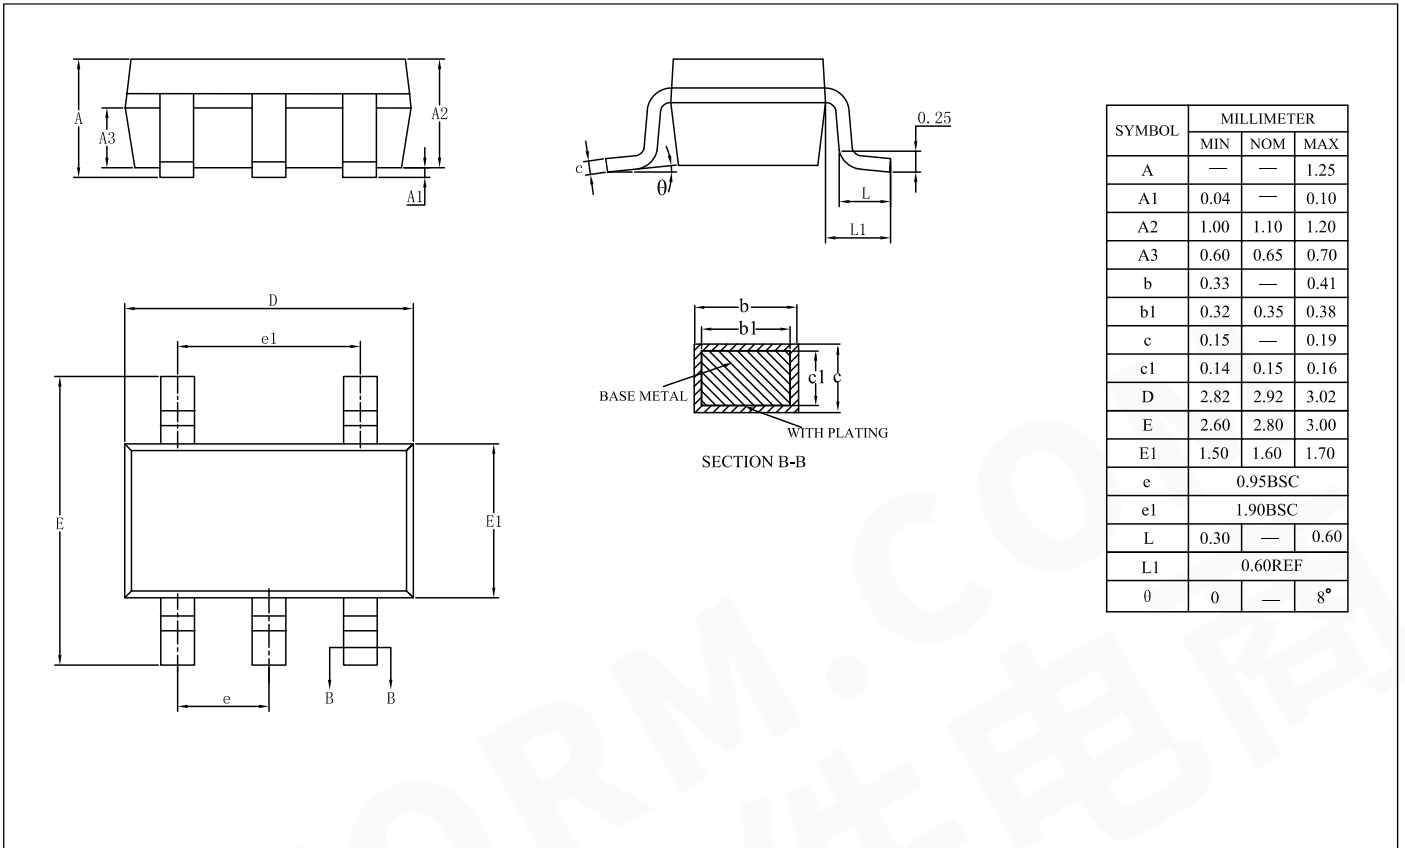 A
A3
A2
A1
c
θ
0.25
L
L1
D
e1
E
E1
e
B
B
b
b1
c1
c
BASE METAL
WITH PLATING
SECTION B-B
SYMBOL MILLIMETER
MIN NOM MAX
A — — 1.25
A1 0.04 — 0.10
A2 1.00 1.10 1.20
A3 0.60 0.65 0.70
b 0.33 — 0.41
b1 0.32 0.35 0.38
c 0.15 — 0.19
c1 0.14 0.15 0.16
D 2.82 2.92 3.02
E 2.60 2.80 3.00
E1 1.50 1.60 1.70
e 0.95BSC
e1 1.90BSC
L 0.30 — 0.60
L1 0.60REF
θ 0 — 8°
ORM.COM
件电商